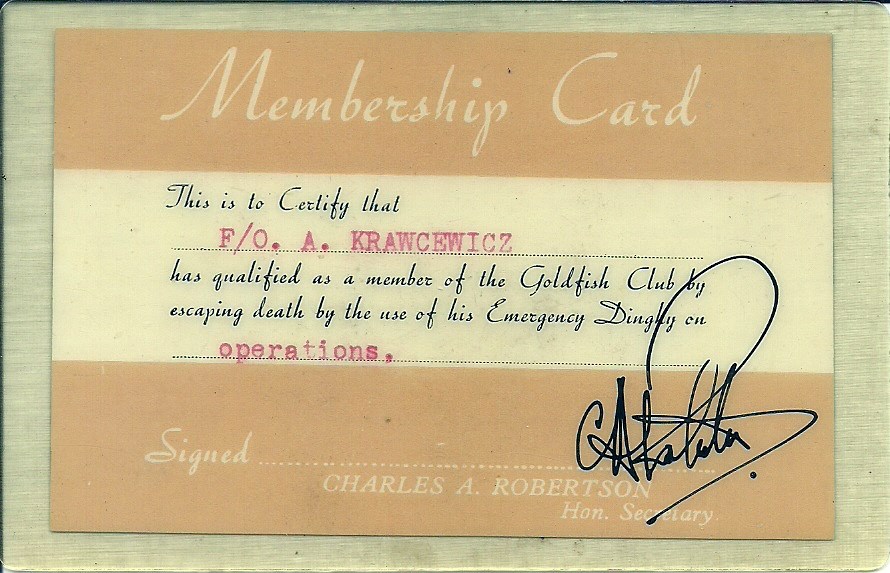 Membership Card
This is to Certify that
F/O. A. KRAWCEWICZ
has qualified as a member of the Goldfish Club by
escaping death by the use of his Emergency Dinghy on
operations.
Signed
CHARLES A. ROBERTSON
Hon. Secretary.